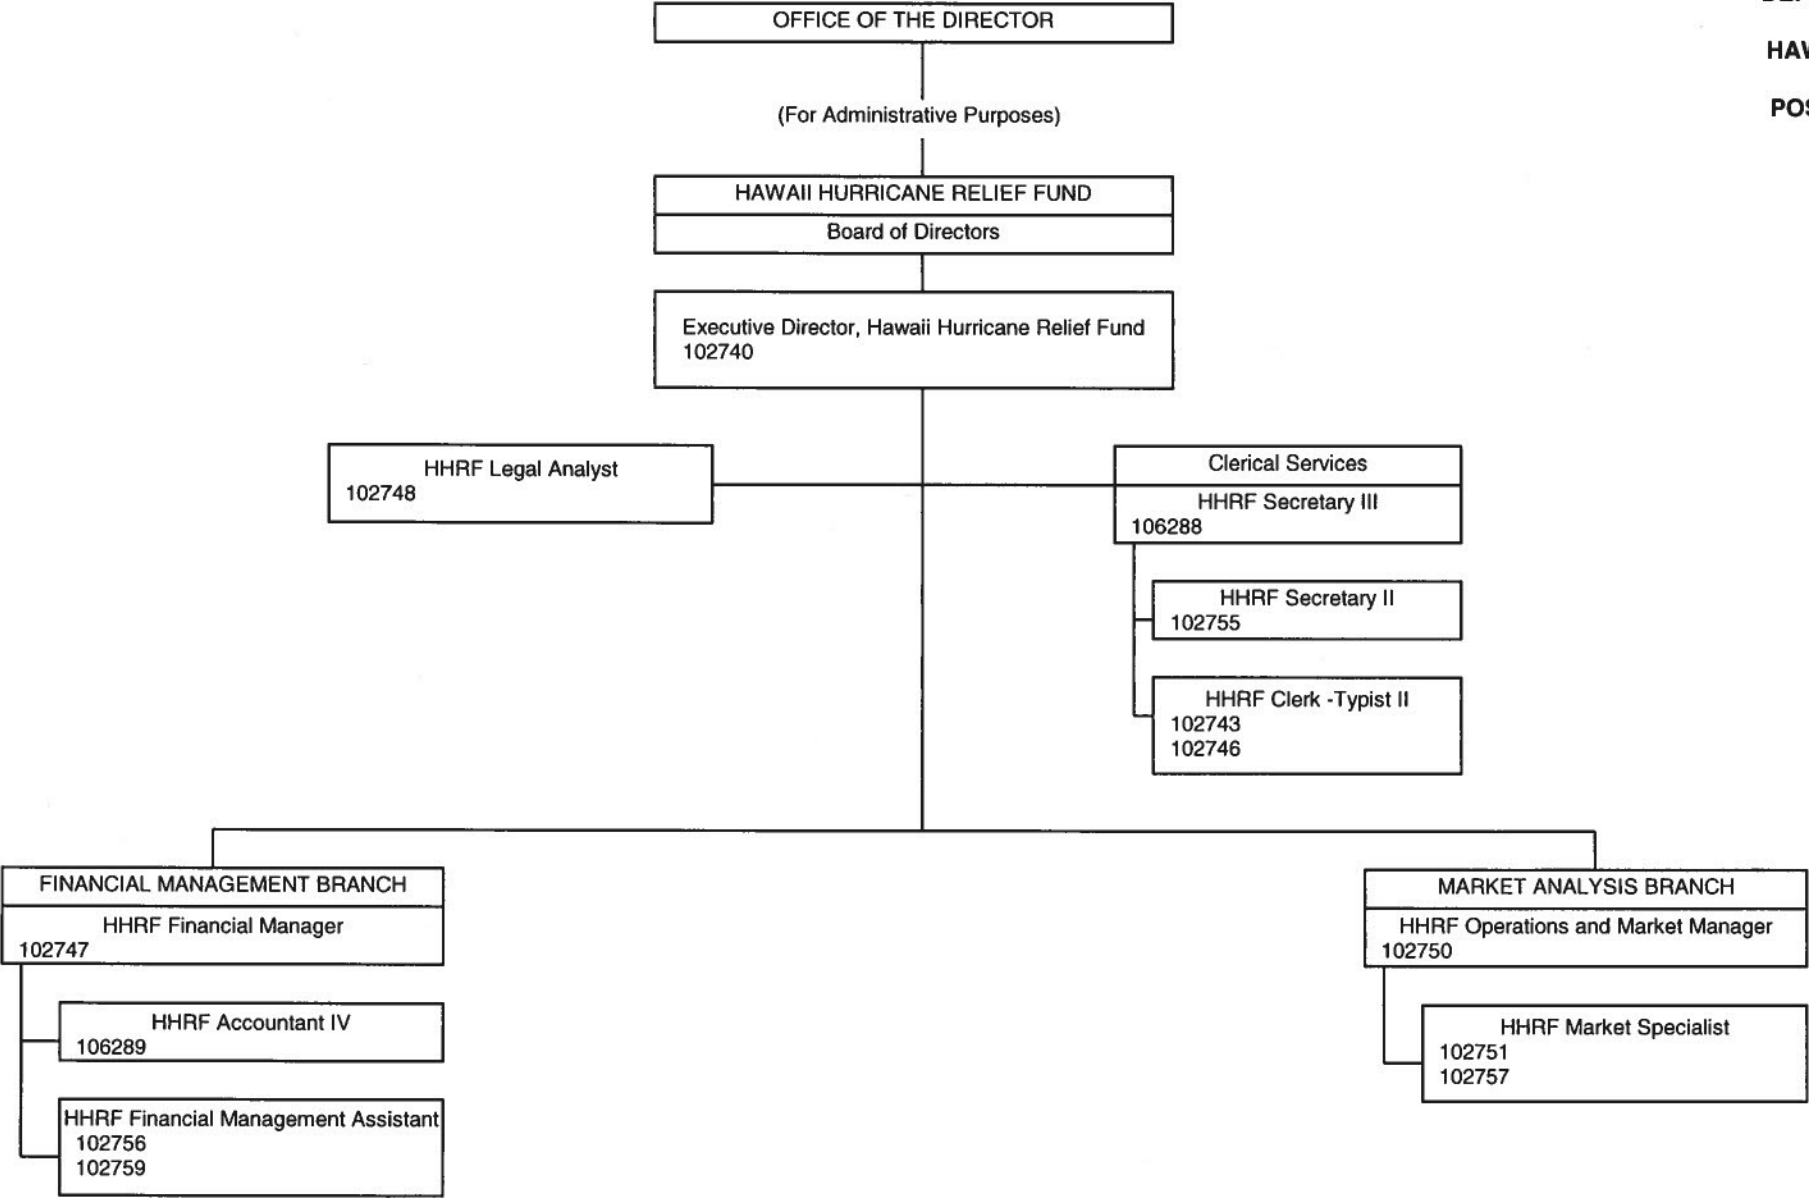 OFFICE OF THE DIRECTOR
(For Administrative Purposes)
HAWAII HURRICANE RELIEF FUND
Board of Directors
Executive Director, Hawaii Hurricane Relief Fund
102740
HHRF Legal Analyst
102748
Clerical Services
HHRF Secretary III
106288
HHRF Secretary II
102755
HHRF Clerk -Typist II
102743
102746
FINANCIAL MANAGEMENT BRANCH
HHRF Financial Manager
102747
HHRF Accountant IV
106289
HHRF Financial Management Assistant
102756
102759
MARKET ANALYSIS BRANCH
HHRF Operations and Market Manager
102750
HHRF Market Specialist
102751
102757